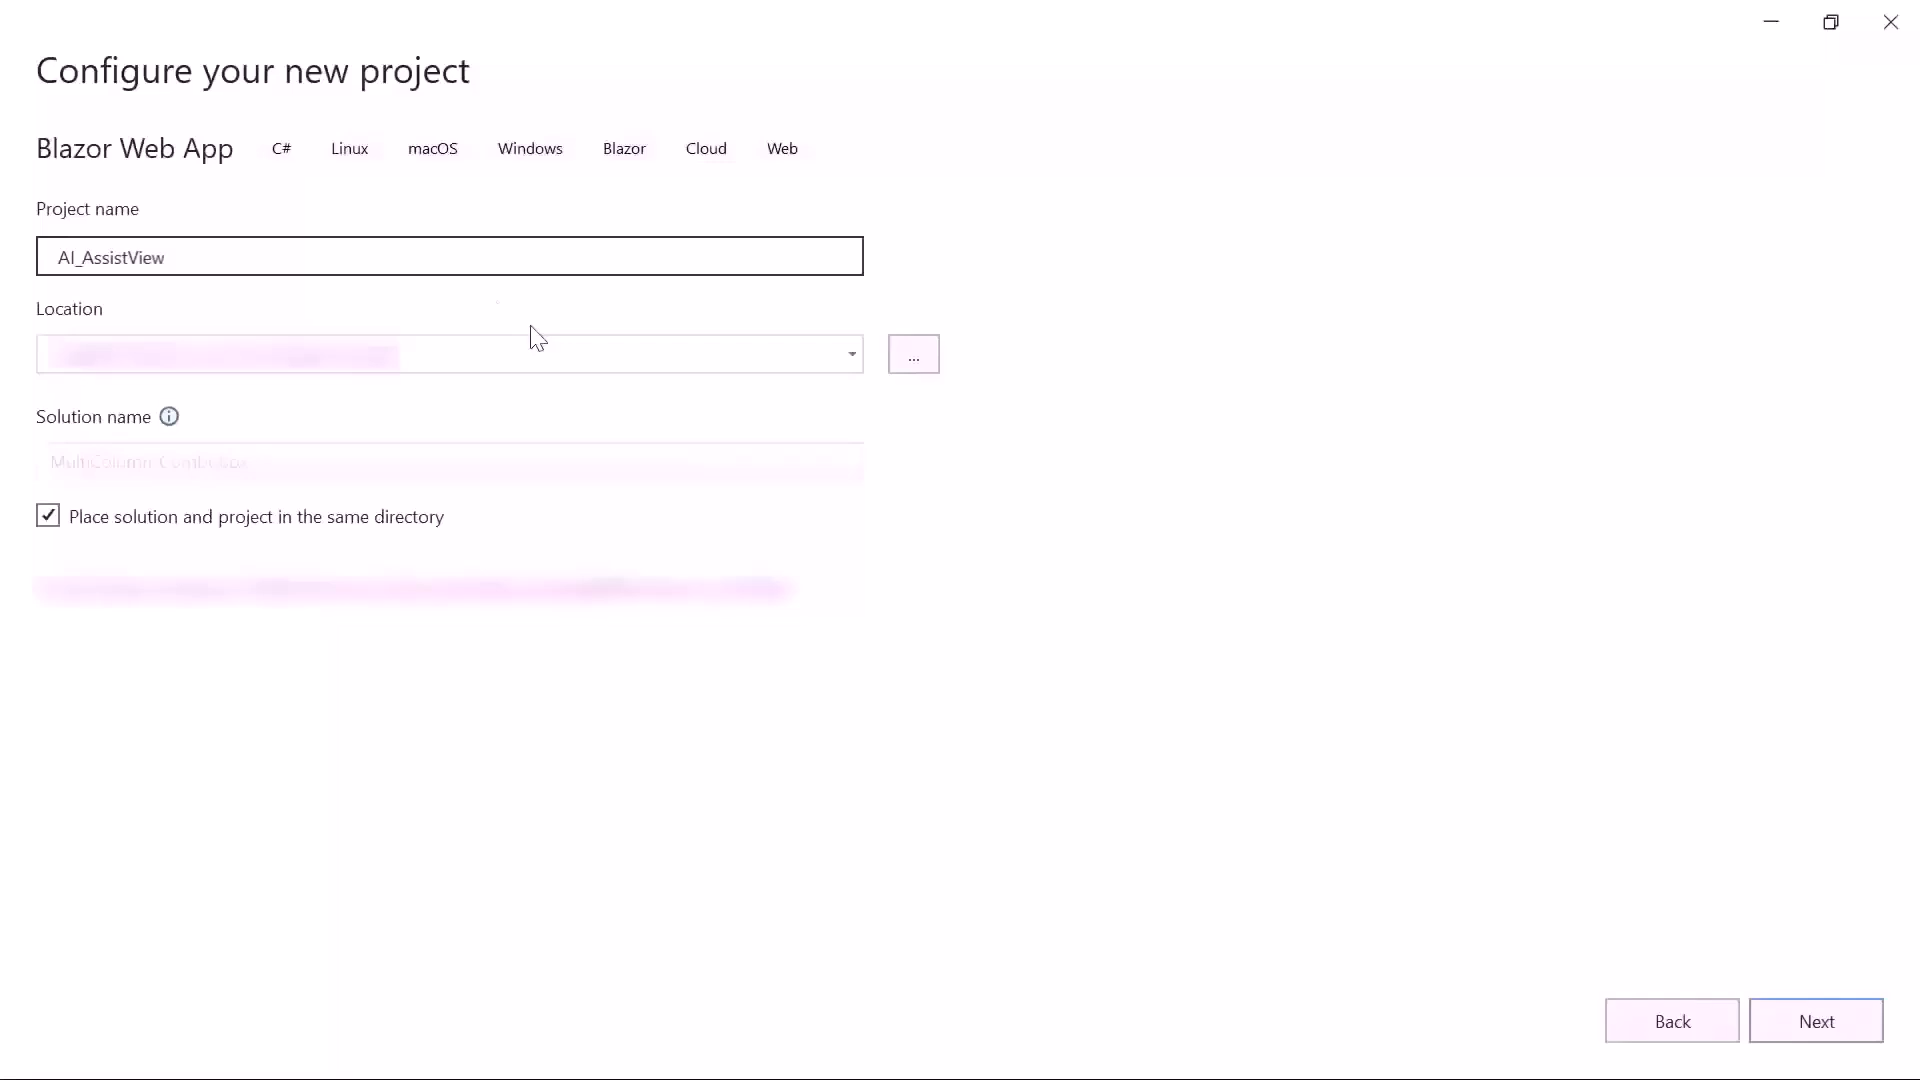 Configure your new project
Blazor Web App C# Linux macOS Windows Blazor Cloud Web
Project name
AI_AssistView
Location
...
Solution name
Place solution and project in the same directory
Back Next